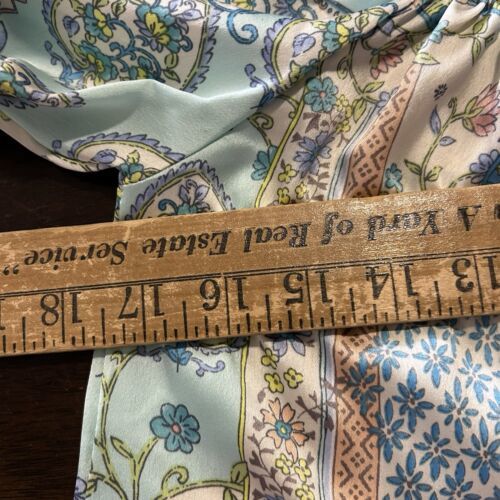 A Yard of Real Estate Service"
13 14 15 16 17 18